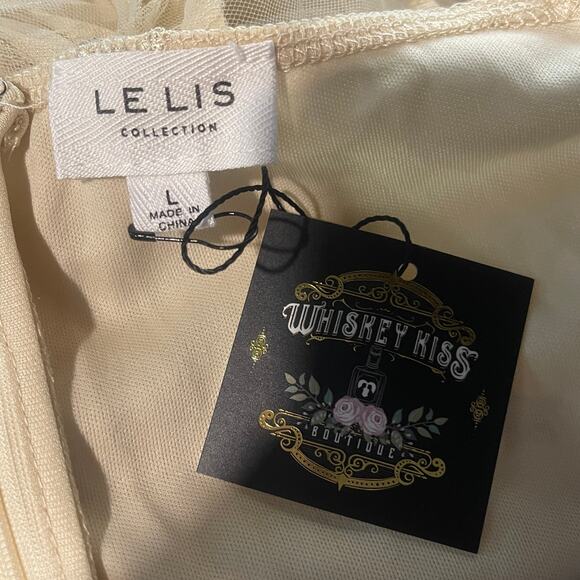 LE LIS
COLLECTION
L
MADE IN
CHINA
WHISKEY KISS
BOUTIQUE